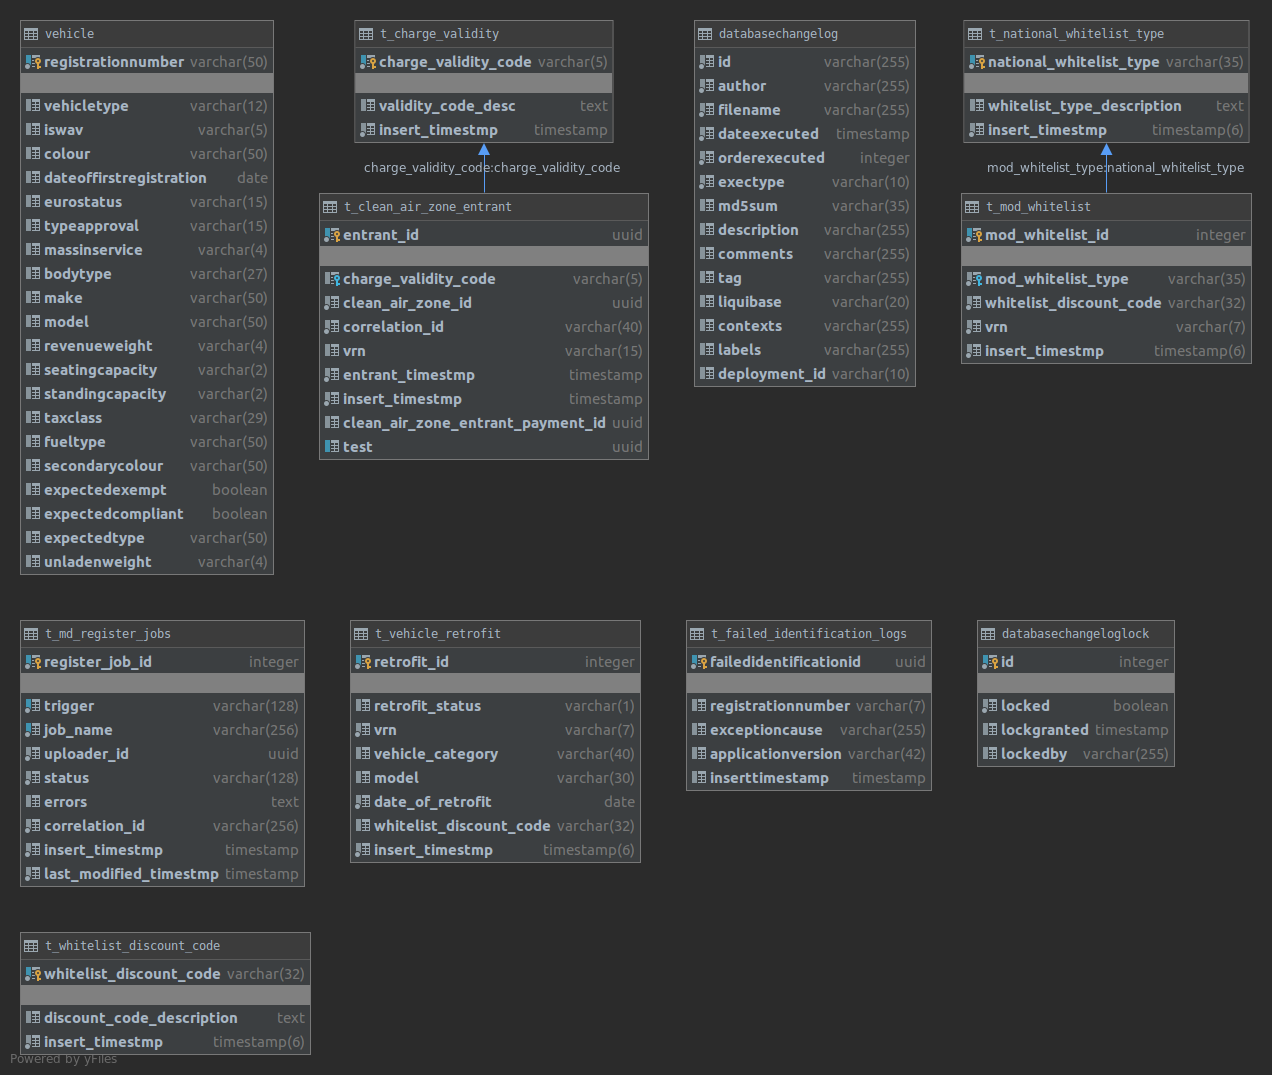 vehicle
registrationnumber varchar(50)
vehicletype varchar(12)
iswav varchar(5)
colour varchar(50)
dateoffirstregistration date
eurostatus varchar(15)
typeapproval varchar(15)
massinservice varchar(4)
bodytype varchar(27)
make varchar(50)
model varchar(50)
revenueweight varchar(4)
seatingcapacity varchar(2)
standingcapacity varchar(2)
taxclass varchar(29)
fueltype varchar(50)
secondarycolour varchar(50)
expectedexempt boolean
expectedcompliant boolean
expectedtype varchar(50)
unladenweight varchar(4)
t_charge_validity
charge_validity_code varchar(5)
validity_code_desc text
insert_timestmp timestamp
charge_validity_code:charge_validity_code
t_clean_air_zone_entrant
entrant_id uuid
charge_validity_code varchar(5)
clean_air_zone_id uuid
correlation_id varchar(40)
vrn varchar(15)
entrant_timestmp timestamp
insert_timestmp timestamp
clean_air_zone_entrant_payment_id uuid
test uuid
databasechangelog
id varchar(255)
author varchar(255)
filename varchar(255)
dateexecuted timestamp
orderexecuted integer
exectype varchar(10)
md5sum varchar(35)
description varchar(255)
comments varchar(255)
tag varchar(255)
liquibase varchar(20)
contexts varchar(255)
labels varchar(255)
deployment_id varchar(10)
t_national_whitelist_type
national_whitelist_type varchar(35)
whitelist_type_description text
insert_timestmp timestamp(6)
mod_whitelist_type:national_whitelist_type
t_mod_whitelist
mod_whitelist_id integer
mod_whitelist_type varchar(35)
whitelist_discount_code varchar(32)
vrn varchar(7)
insert_timestmp timestamp(6)
t_md_register_jobs
register_job_id integer
trigger varchar(128)
job_name varchar(256)
uploader_id uuid
status varchar(128)
errors text
correlation_id varchar(256)
insert_timestmp timestamp
last_modified_timestmp timestamp
t_vehicle_retrofit
retrofit_id integer
retrofit_status varchar(1)
vrn varchar(7)
vehicle_category varchar(40)
model varchar(30)
date_of_retrofit date
whitelist_discount_code varchar(32)
insert_timestmp timestamp(6)
t_failed_identification_logs
failedidentificationid uuid
registrationnumber varchar(7)
exceptioncause varchar(255)
applicationversion varchar(42)
inserttimestamp timestamp
databasechangeloglock
id integer
locked boolean
lockgranted timestamp
lockedby varchar(255)
t_whitelist_discount_code
whitelist_discount_code varchar(32)
discount_code_description text
insert_timestmp timestamp(6)
Powered by yFiles